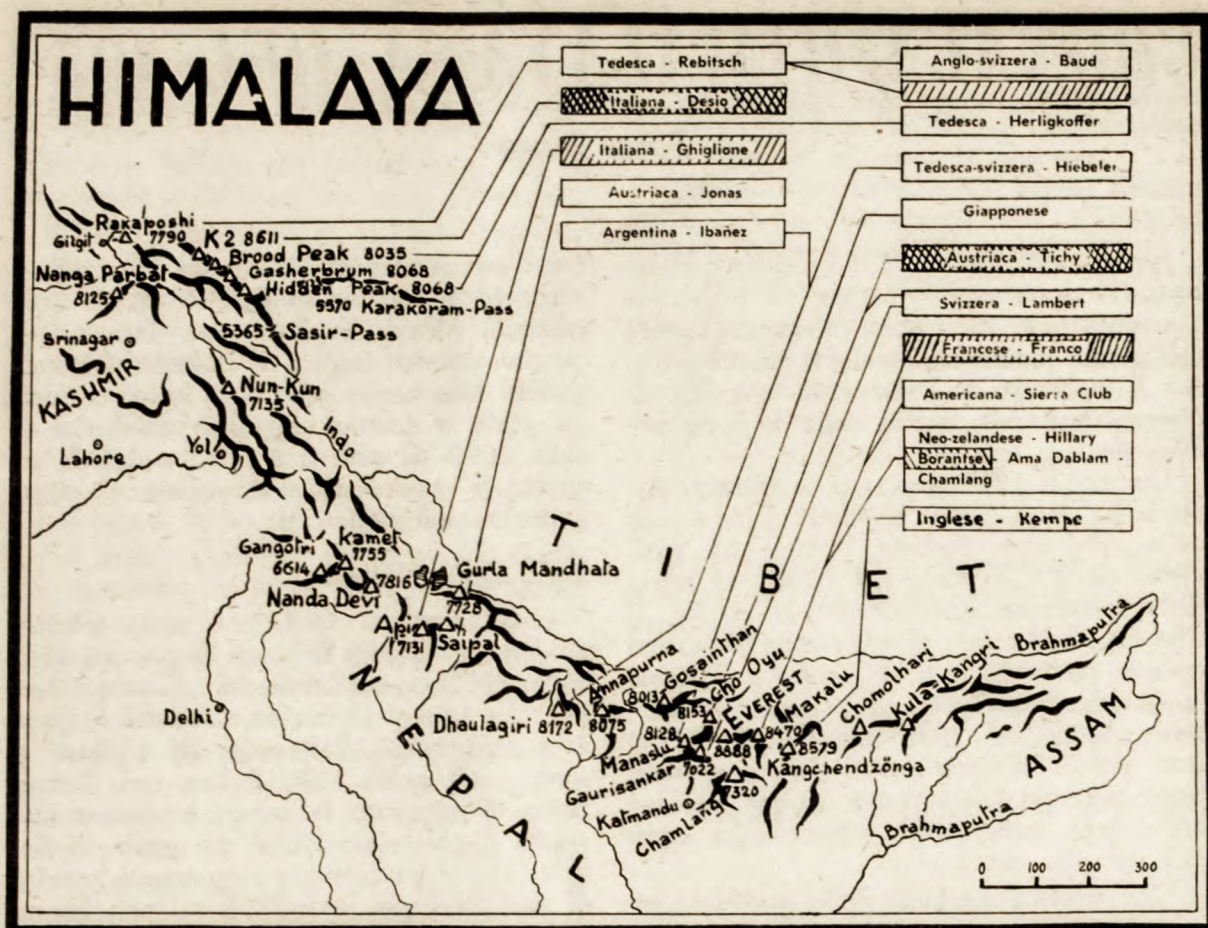 HIMALAYA
Tedesca - Rebitsch
Italiana - Desio
Italiana - Ghiglione
Austriaca - Jonas
Argentina - Ibañez
Anglo-svizzera - Baud
Tedesca - Herligkoffer
Tedesca-svizzera - Hiebeler
Giapponese
Austriaca - Tichy
Svizzera - Lambert
Francese - Franco
Americana - Sierra Club
Neo-zelandese - Hillary
Borantse - Ama Dablam -
Chamlang
Inglese - Kempe
Rakaposhi
7790
Gilgit
K2 8611
Brood Peak 8035
Gasherbrum 8068
Hidden Peak 8068
5570 Karakoram-Pass
Nanga Parbat
8125
5365 Sasir-Pass
Srinagar
KASHMIR
Nun-Kun
7135
Lahore
Yol
Indo
TIBET
Gangotri
6614
Kamet
7755
Nanda Devi
7816
Gurla Mandhata
7728
Api
7131
Saipal
NEPAL
Delhi
Dhaulagiri 8172
Annapurna
8075
Gosainthan
8013
Cho Oyu
8153
EVEREST
8888
Makalu
8470
Manaslu
8128
Gaurisankar
7022
Katmandu
Chamlang
7320
8579
Kangchendzönga
Chomolhari
Kula-Kangri
Brahmaputra
ASSAM
Brahmaputra
0 100 200 300